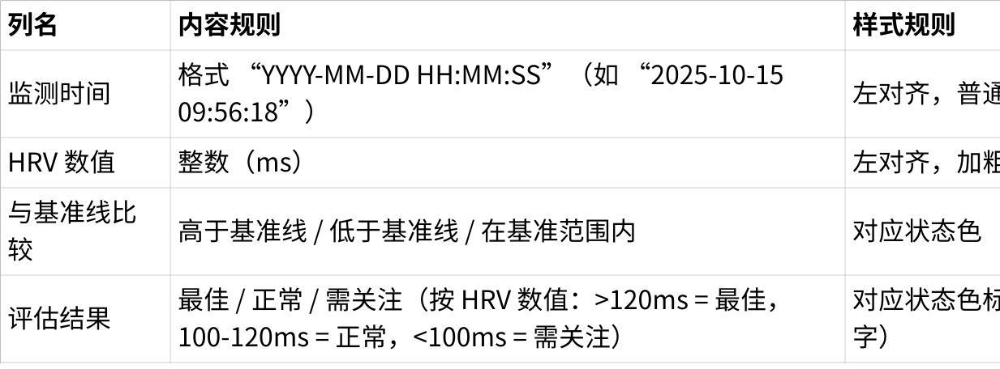 列名 内容规则 样式规则
监测时间 格式 “YYYY-MM-DD HH:MM:SS” （如 “2025-10-15
09:56:18”） 左对齐，普通
HRV 数值 整数（ms） 左对齐，加粗
与基准线比
较 高于基准线 / 低于基准线 / 在基准范围内 对应状态色
评估结果 最佳 / 正常 / 需关注（按 HRV 数值：>120ms = 最佳，
100-120ms = 正常，<100ms = 需关注） 对应状态色标
字）